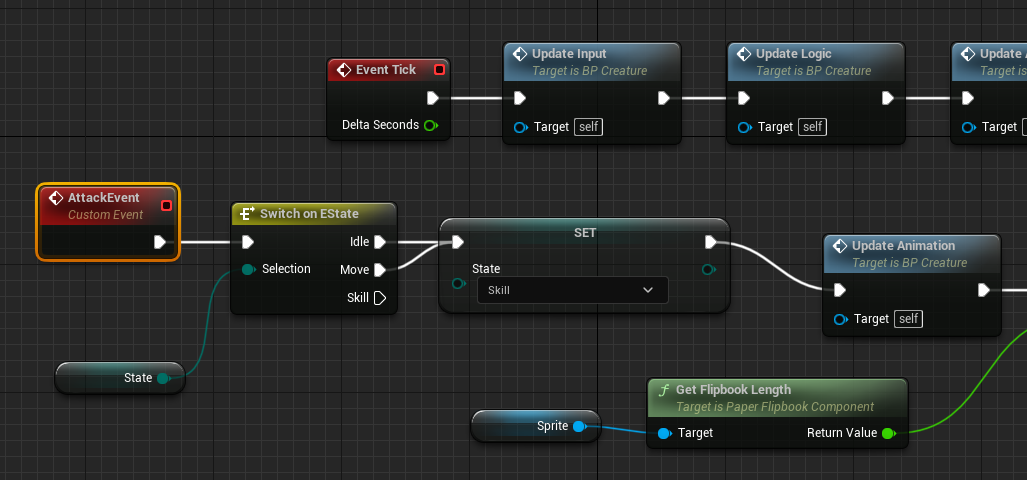 Event Tick
Delta Seconds
Update Input
Target is BP Creature
Target self
Update Logic
Target is BP Creature
Target self
Update
Target is
Target
AttackEvent
Custom Event
Switch on EState
Selection
Idle
Move
Skill
SET
State
Skill
Update Animation
Target is BP Creature
Target self
State
Sprite
Get Flipbook Length
Target is Paper Flipbook Component
Target
Return Value